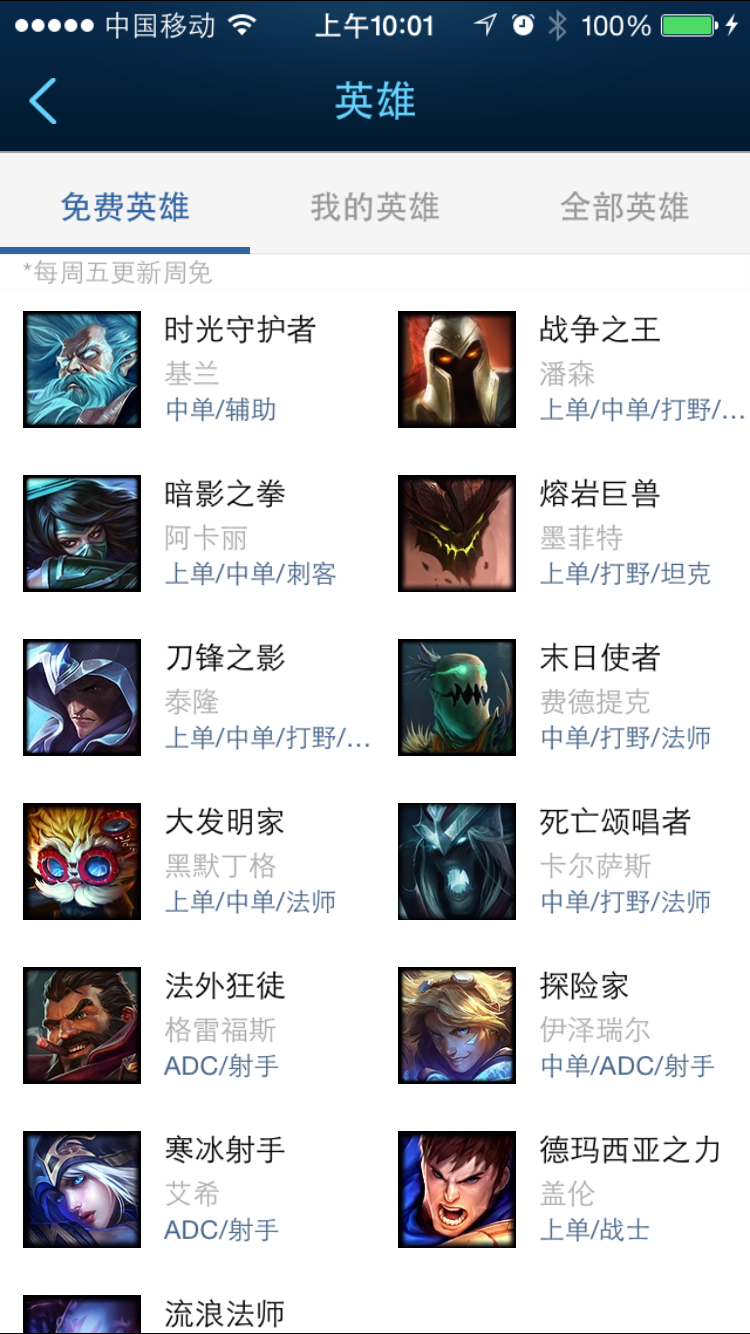 中国移动 上午10:01 100%
英雄
免费英雄 我的英雄 全部英雄
*每周五更新周免
时光守护者
基兰
中单/辅助
战争之王
潘森
上单/中单/打野/...
暗影之拳
阿卡丽
上单/中单/刺客
熔岩巨兽
墨菲特
上单/打野/坦克
刀锋之影
泰隆
上单/中单/打野/...
末日使者
费德提克
中单/打野/法师
大发明家
黑默丁格
上单/中单/法师
死亡颂唱者
卡尔萨斯
中单/打野/法师
法外狂徒
格雷福斯
ADC/射手
探险家
伊泽瑞尔
中单/ADC/射手
寒冰射手
艾希
ADC/射手
德玛西亚之力
盖伦
上单/战士
流浪法师